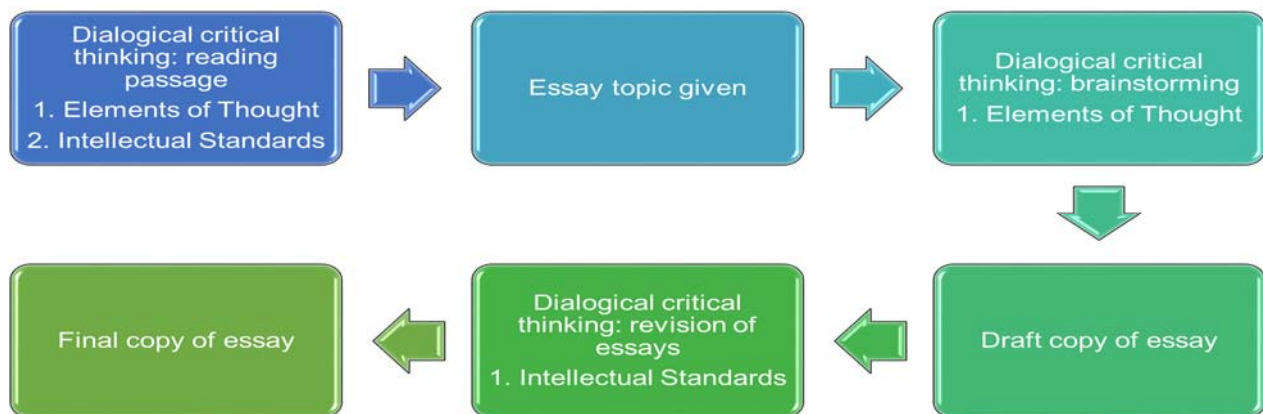 Dialogical critical
thinking: reading
passage
1. Elements of Thought
2. Intellectual Standards
Essay topic given
Dialogical critical
thinking: brainstorming
1. Elements of Thought
Draft copy of essay
Dialogical critical
thinking: revision of
essays
1. Intellectual Standards
Final copy of essay